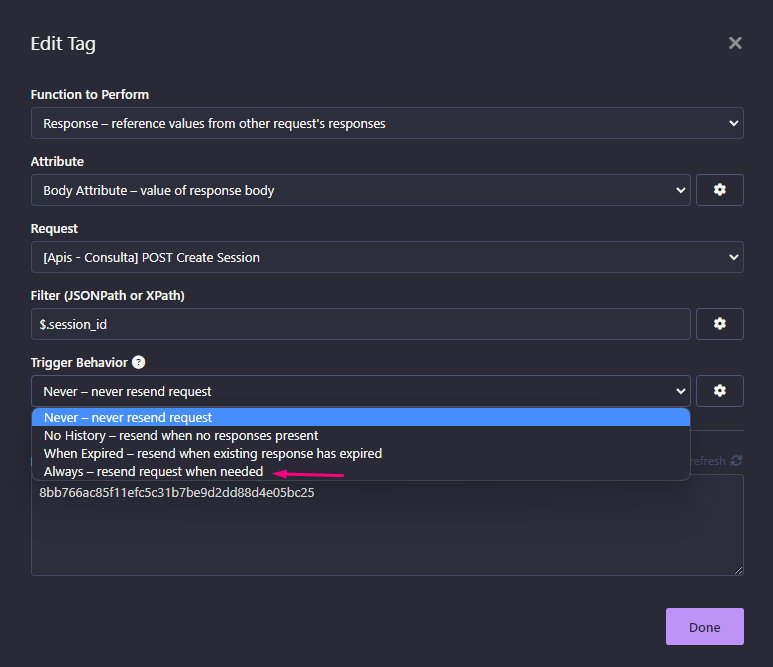 Edit Tag
Function to Perform
Response – reference values from other request's responses
Attribute
Body Attribute – value of response body
Request
[Apis - Consulta] POST Create Session
Filter (JSONPath or XPath)
$.session_id
Trigger Behavior ?
Never – never resend request
Never – never resend request
No History – resend when no responses present
When Expired – resend when existing response has expired
Always – resend request when needed
refresh
8bb766ac85f11efc5c31b7be9d2dd88d4e05bc25
Done